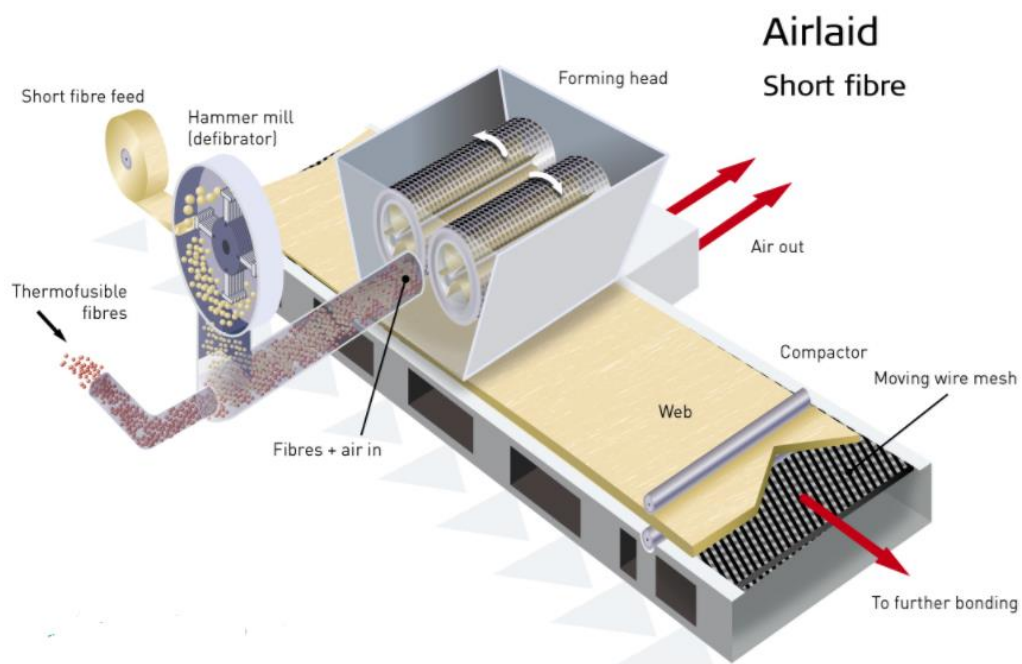 Airlaid
Short fibre
Forming head
Short fibre feed
Hammer mill
(defibrator)
Air out
Thermofusible
fibres
Compactor
Moving wire mesh
Web
Fibres + air in
To further bonding